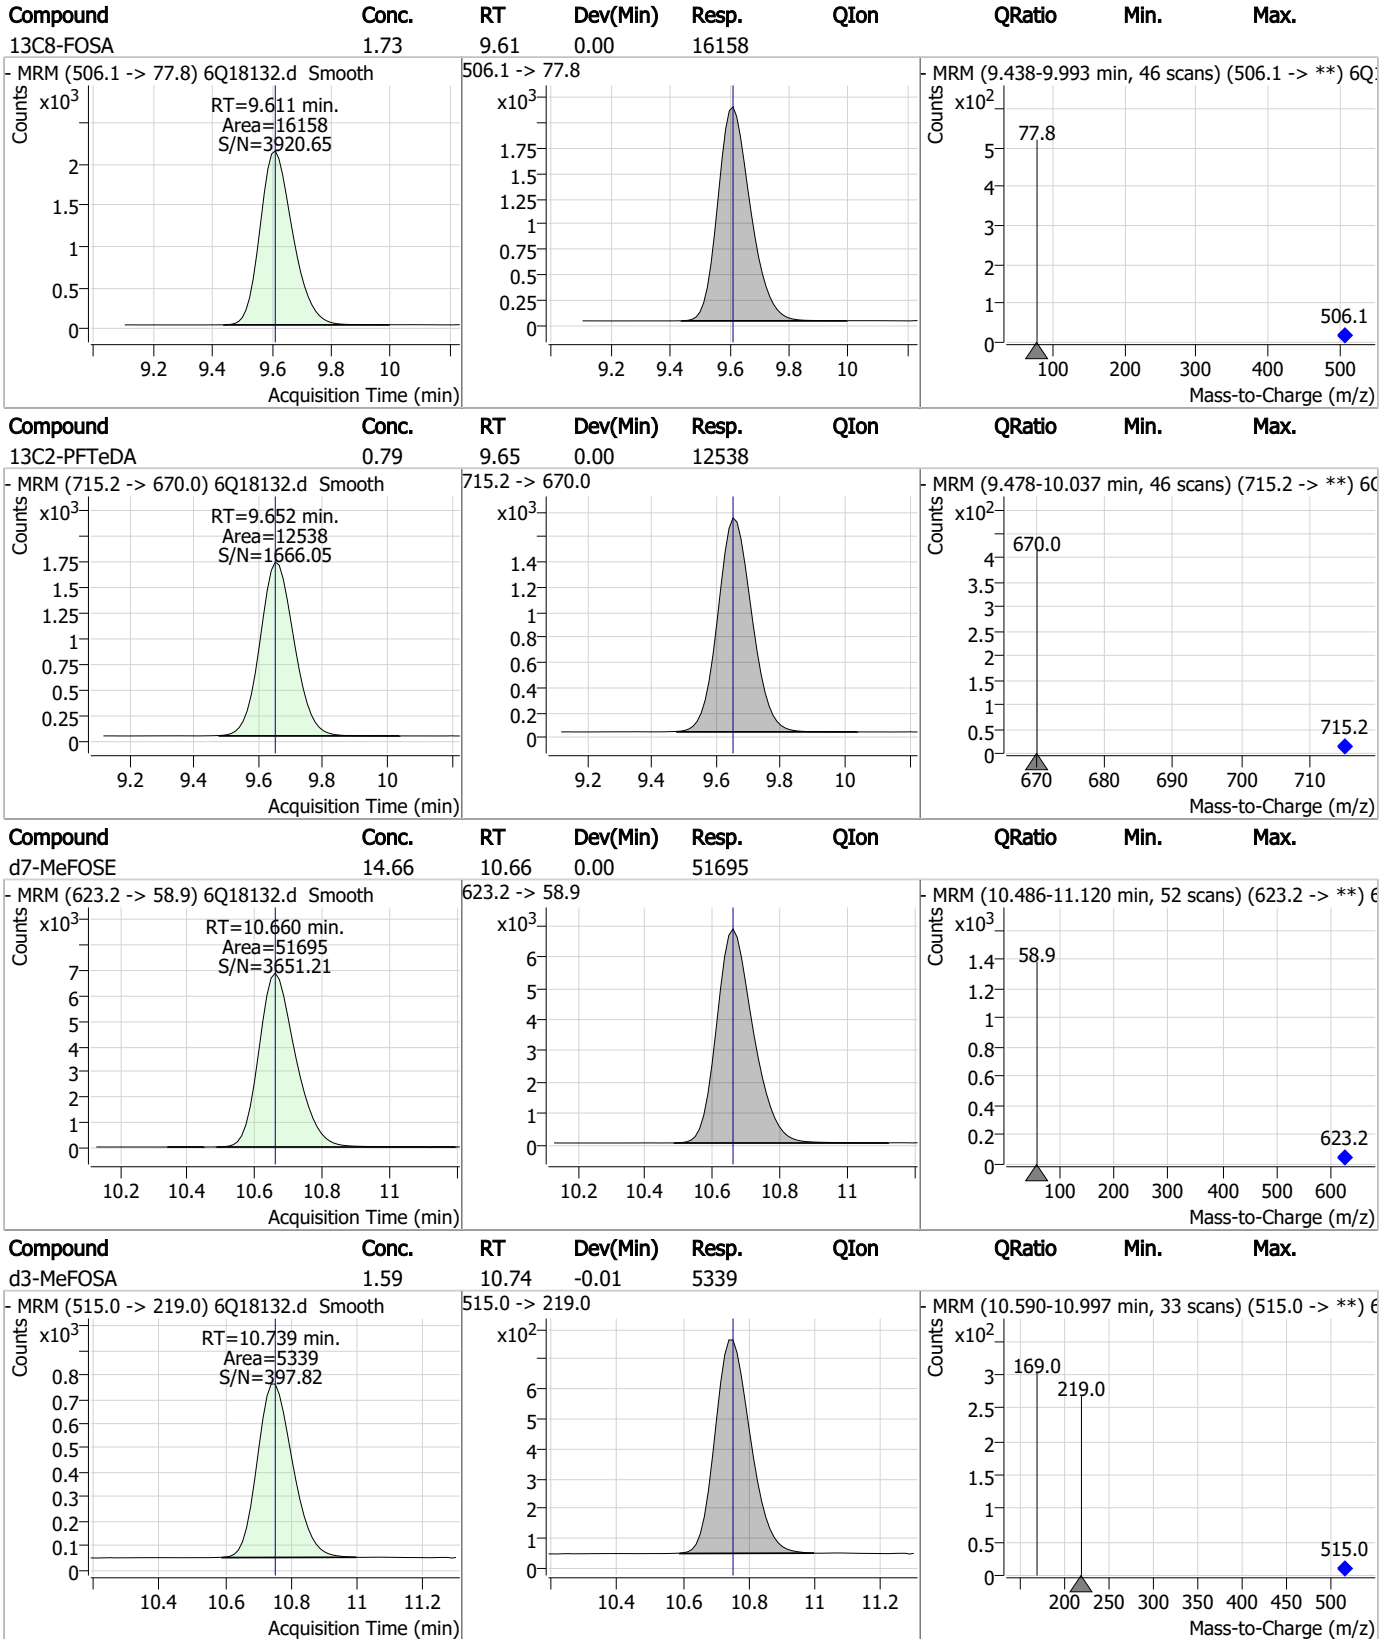 Compound Conc. RT Dev(Min) Resp. QIon QRatio Min. Max.
13C8-FOSA 1.73 9.61 0.00 16158
- MRM (506.1 -> 77.8) 6Q18132.d Smooth
Counts
x10³
RT=9.611 min.
Area=16158
S/N=3920.65
2
1.5
1
0.5
0
9.2 9.4 9.6 9.8 10
Acquisition Time (min)
506.1 -> 77.8
x10³
1.75
1.5
1.25
1
0.75
0.5
0.25
0
9.2 9.4 9.6 9.8 10
- MRM (9.438-9.993 min, 46 scans) (506.1 -> **) 6Q1
Counts
x10²
77.8
5
4
3
2
1
0
506.1
100 200 300 400 500
Mass-to-Charge (m/z)
Compound Conc. RT Dev(Min) Resp. QIon QRatio Min. Max.
13C2-PFTeDA 0.79 9.65 0.00 12538
- MRM (715.2 -> 670.0) 6Q18132.d Smooth
Counts
x10³
RT=9.652 min.
Area=12538
S/N=1666.05
1.75
1.5
1.25
1
0.75
0.5
0.25
0
9.2 9.4 9.6 9.8 10
Acquisition Time (min)
715.2 -> 670.0
x10³
1.4
1.2
1
0.8
0.6
0.4
0.2
0
9.2 9.4 9.6 9.8 10
- MRM (9.478-10.037 min, 46 scans) (715.2 -> **) 6Q
Counts
x10²
670.0
4
3.5
3
2.5
2
1.5
1
0.5
0
715.2
670 680 690 700 710
Mass-to-Charge (m/z)
Compound Conc. RT Dev(Min) Resp. QIon QRatio Min. Max.
d7-MeFOSE 14.66 10.66 0.00 51695
- MRM (623.2 -> 58.9) 6Q18132.d Smooth
Counts
x10³
RT=10.660 min.
Area=51695
S/N=3651.21
7
6
5
4
3
2
1
0
10.2 10.4 10.6 10.8 11
Acquisition Time (min)
623.2 -> 58.9
x10³
6
5
4
3
2
1
0
10.2 10.4 10.6 10.8 11
- MRM (10.486-11.120 min, 52 scans) (623.2 -> **) 6
Counts
x10³
58.9
1.4
1.2
1
0.8
0.6
0.4
0.2
0
623.2
100 200 300 400 500 600
Mass-to-Charge (m/z)
Compound Conc. RT Dev(Min) Resp. QIon QRatio Min. Max.
d3-MeFOSA 1.59 10.74 -0.01 5339
- MRM (515.0 -> 219.0) 6Q18132.d Smooth
Counts
x10³
RT=10.739 min.
Area=5339
S/N=397.82
0.8
0.7
0.6
0.5
0.4
0.3
0.2
0.1
0
10.4 10.6 10.8 11 11.2
Acquisition Time (min)
515.0 -> 219.0
x10²
6
5
4
3
2
1
0
10.4 10.6 10.8 11 11.2
- MRM (10.590-10.997 min, 33 scans) (515.0 -> **) 6
Counts
x10²
169.0
219.0
3
2.5
2
1.5
1
0.5
0
515.0
200 250 300 350 400 450 500
Mass-to-Charge (m/z)